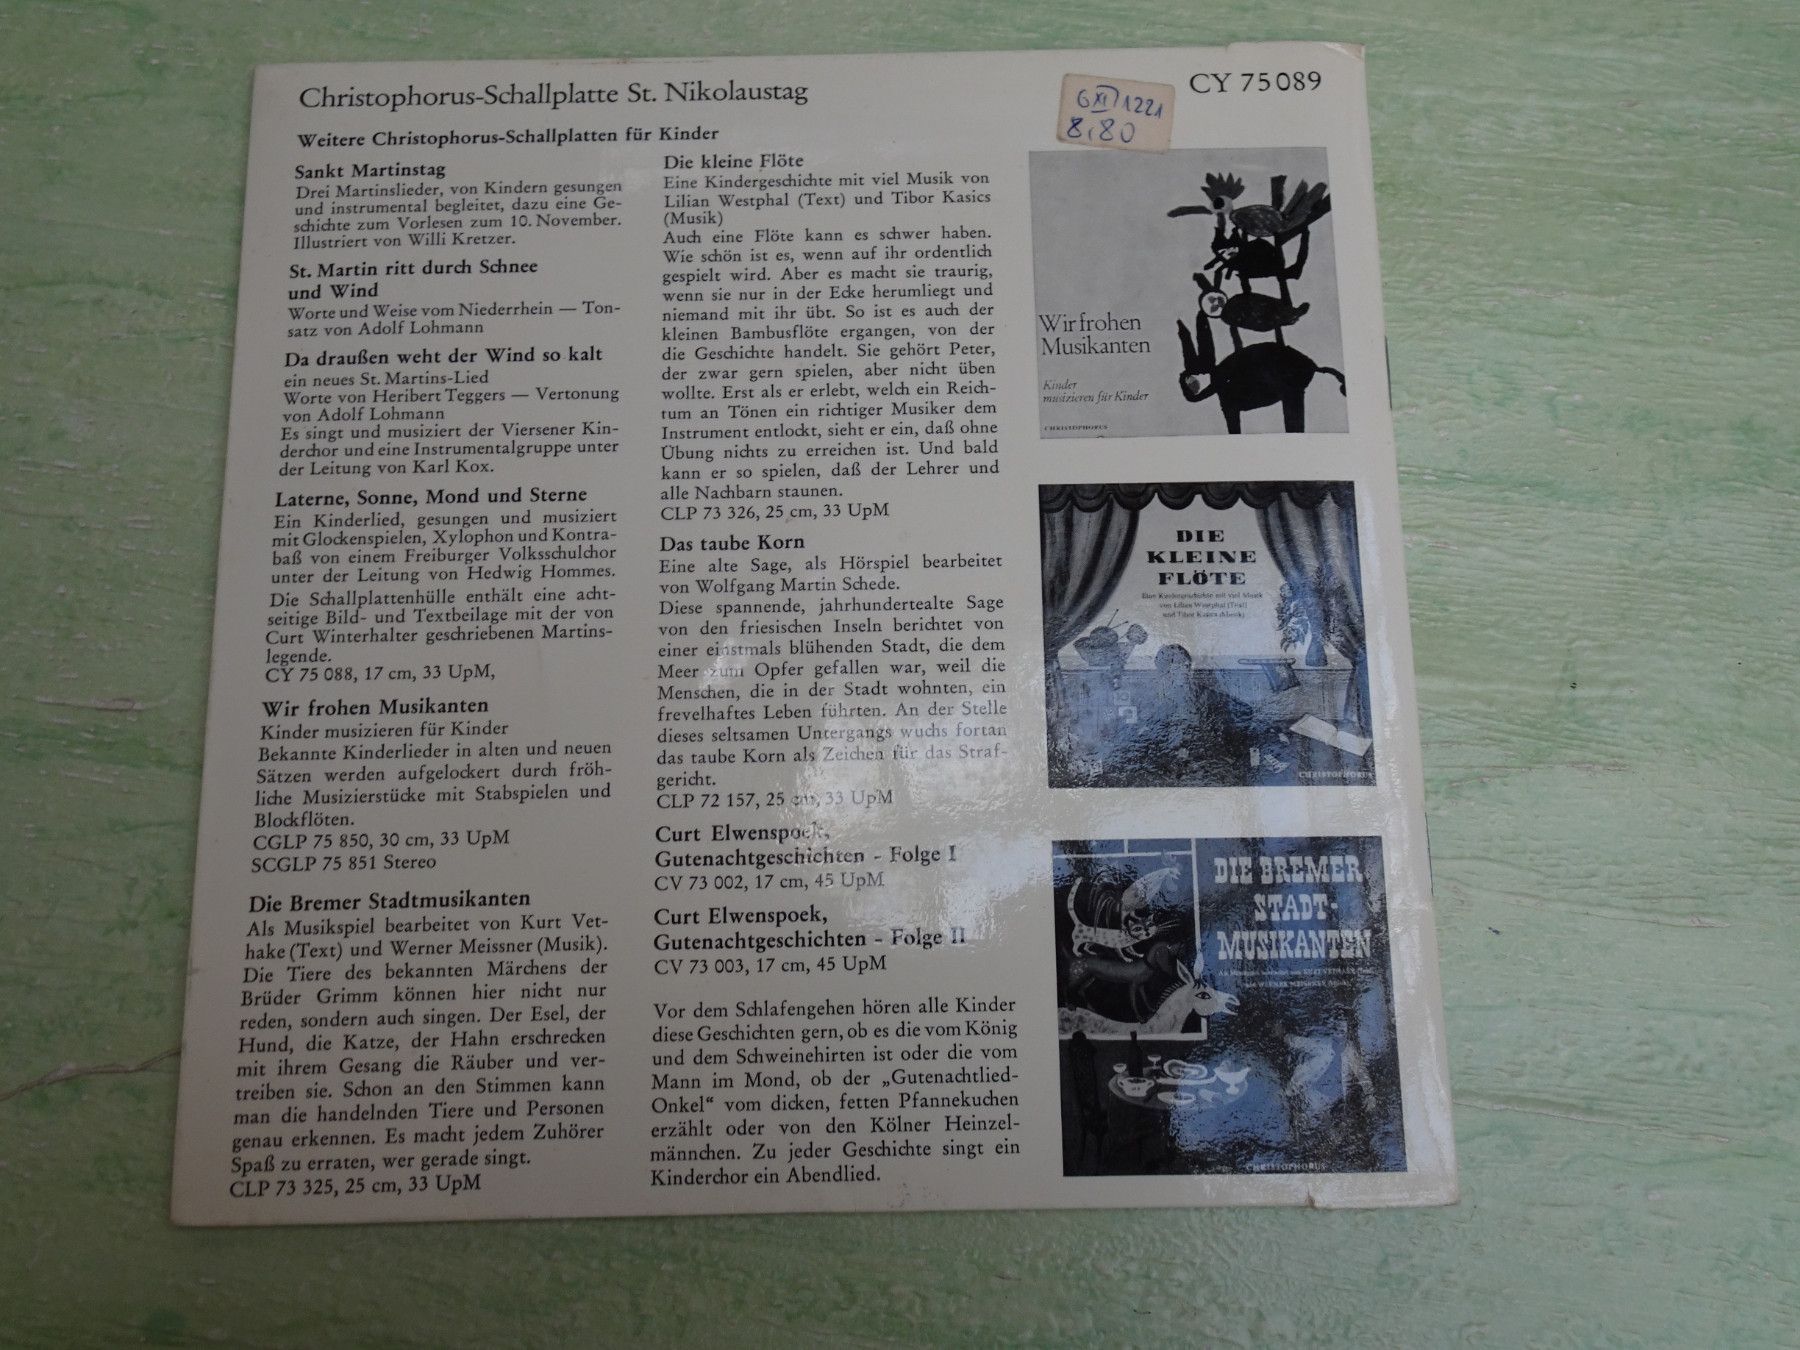 Christophorus-Schallplatte St. Nikolaustag
CY 75 089
8,80
Weitere Christophorus-Schallplatten für Kinder
Sankt Martinstag
Drei Martinslieder, von Kindern gesungen
und instrumental begleitet, dazu eine Ge-
schichte zum Vorlesen zum 10. November.
Illustriert von Willi Kretzer.
St. Martin ritt durch Schnee
und Wind
Worte und Weise vom Niederrhein — Ton-
satz von Adolf Lohmann
Da draußen weht der Wind so kalt
ein neues St. Martins-Lied
Worte von Heribert Teggers — Vertonung
von Adolf Lohmann
Es singt und musiziert der Viersener Kin-
derchor und eine Instrumentalgruppe unter
der Leitung von Karl Kox.
Laterne, Sonne, Mond und Sterne
Ein Kinderlied, gesungen und musiziert
mit Glockenspielen, Xylophon und Kontra-
baß von einem Freiburger Volksschulchor
unter der Leitung von Hedwig Hommes.
Die Schallplattenhülle enthält eine acht-
seitige Bild- und Textbeilage mit der von
Curt Winterhalter geschriebenen Martins-
legende.
CY 75 088, 17 cm, 33 UpM,
Wir frohen Musikanten
Kinder musizieren für Kinder
Bekannte Kinderlieder in alten und neuen
Sätzen werden aufgelockert durch fröh-
liche Musizierstücke mit Stabspielen und
Blockflöten.
CGLP 75 850, 30 cm, 33 UpM
SCGLP 75 851 Stereo
Die Bremer Stadtmusikanten
Als Musikspiel bearbeitet von Kurt Vet-
hake (Text) und Werner Meissner (Musik).
Die Tiere des bekannten Märchens der
Brüder Grimm können hier nicht nur
reden, sondern auch singen. Der Esel, der
Hund, die Katze, der Hahn erschrecken
mit ihrem Gesang die Räuber und ver-
treiben sie. Schon an den Stimmen kann
man die handelnden Tiere und Personen
genau erkennen. Es macht jedem Zuhörer
Spaß zu erraten, wer gerade singt.
CLP 73 325, 25 cm, 33 UpM
Die kleine Flöte
Eine Kindergeschichte mit viel Musik von
Lilian Westphal (Text) und Tibor Kasics
(Musik)
Auch eine Flöte kann es schwer haben.
Wie schön ist es, wenn auf ihr ordentlich
gespielt wird. Aber es macht sie traurig,
wenn sie nur in der Ecke herumliegt und
niemand mit ihr übt. So ist es auch der
kleinen Bambusflöte ergangen, von der
die Geschichte handelt. Sie gehört Peter,
der zwar gern spielen, aber nicht üben
wollte. Erst als er erlebt, welch ein Reich-
tum an Tönen ein richtiger Musiker dem
Instrument entlockt, sieht er ein, daß ohne
Übung nichts zu erreichen ist. Und bald
kann er so spielen, daß der Lehrer und
alle Nachbarn staunen.
CLP 73 326, 25 cm, 33 UpM
Das taube Korn
Eine alte Sage, als Hörspiel bearbeitet
von Wolfgang Martin Schede.
Diese spannende, jahrhundertealte Sage
von den friesischen Inseln berichtet von
einer einstmals blühenden Stadt, die dem
Meer zum Opfer gefallen war, weil die
Menschen, die in der Stadt wohnten, ein
frevelhaftes Leben führten. An der Stelle
dieses seltsamen Untergangs wuchs fortan
das taube Korn als Zeichen für das Straf-
gericht.
CLP 72 157, 25 cm, 33 UpM
Curt Elwenspoek,
Gutenachtgeschichten - Folge I
CV 73 002, 17 cm, 45 UpM
Curt Elwenspoek,
Gutenachtgeschichten - Folge II
CV 73 003, 17 cm, 45 UpM
Vor dem Schlafengehen hören alle Kinder
diese Geschichten gern, ob es die vom König
und dem Schweinehirten ist oder die vom
Mann im Mond, ob der „Gutenachtlied-
Onkel“ vom dicken, fetten Pfannekuchen
erzählt oder von den Kölner Heinzel-
männchen. Zu jeder Geschichte singt ein
Kinderchor ein Abendlied.
Wir frohen
Musikanten
Kinder
musizieren für Kinder
CHRISTOPHORUS
DIE
KLEINE
FLÖTE
Eine Kindergeschichte mit viel Musik
von Lilian Westphal (Text)
und Tibor Kasics (Musik)
CHRISTOPHORUS
DIE BREMER
STADT-
MUSIKANTEN
CHRISTOPHORUS